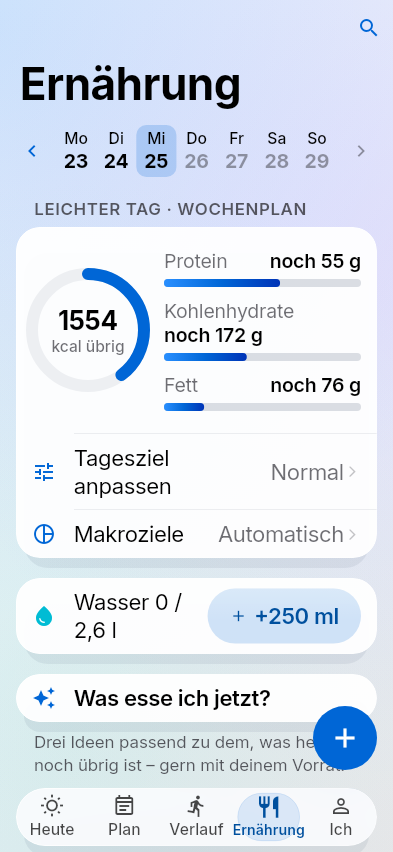 Ernährung
Mo Di Mi Do Fr Sa So
23 24 25 26 27 28 29
LEICHTER TAG · WOCHENPLAN
1554
kcal übrig
Protein noch 55 g
Kohlenhydrate
noch 172 g
Fett noch 76 g
Tagesziel
anpassen
Normal
Makroziele Automatisch
Wasser 0 /
2,6 l
+ +250 ml
Was esse ich jetzt?
Drei Ideen passend zu dem, was
noch übrig ist – gern mit deinem
Heute Plan Verlauf Ernährung Ich